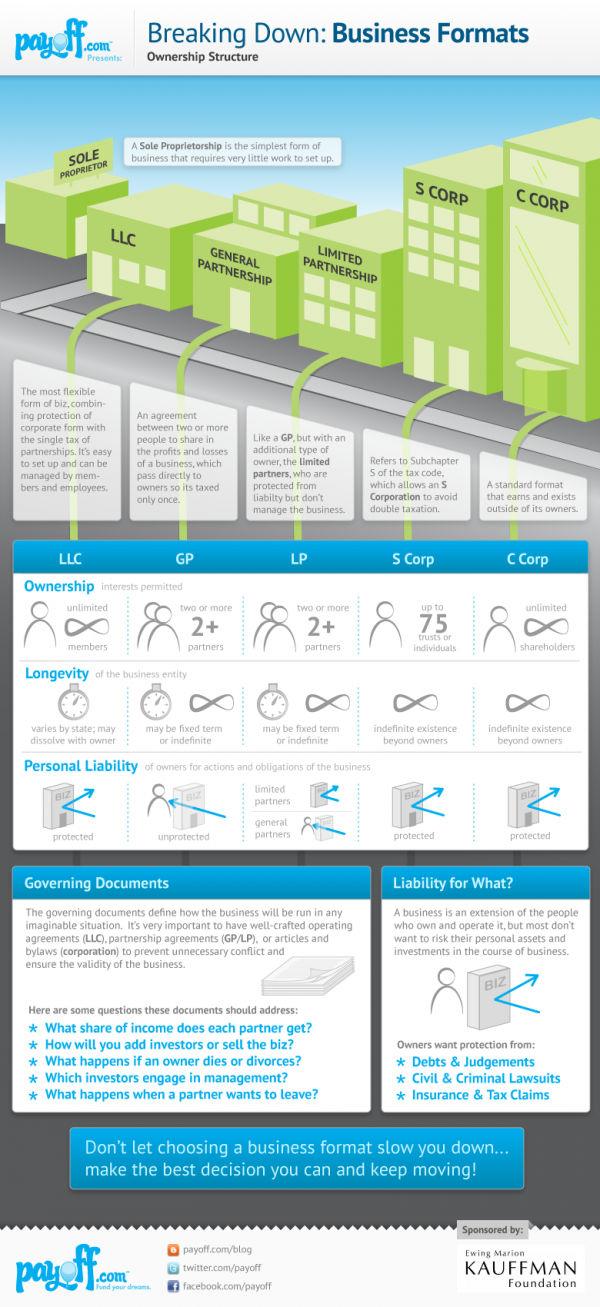 payoff.com™
Presents:
Breaking Down: Business Formats
Ownership Structure
SOLE
PROPRIETOR
A Sole Proprietorship is the simplest form of
business that requires very little work to set up.
LLC
GENERAL
PARTNERSHIP
LIMITED
PARTNERSHIP
S CORP
C CORP
The most flexible
form of biz, combin-
ing protection of
corporate form with
the single tax of
partnerships. It's easy
to set up and can be
managed by mem-
bers and employees.
An agreement
between two or more
people to share in
the profits and losses
of a business, which
pass directly to
owners so its taxed
only once.
Like a GP, but with an
additional type of
owner, the limited
partners, who are
protected from
liabilty but don't
manage the business.
Refers to Subchapter
S of the tax code,
which allows an S
Corporation to avoid
double taxation.
A standard format
that earns and exists
outside of its owners.
LLC GP LP S Corp C Corp
Ownership interests permitted
unlimited
members
two or more
2+
partners
two or more
2+
partners
up to
75
trusts or
individuals
unlimited
shareholders
Longevity of the business entity
varies by state; may
dissolve with owner
may be fixed term
or indefinite
may be fixed term
or indefinite
indefinite existence
beyond owners
indefinite existence
beyond owners
Personal Liability of owners for actions and obligations of the business
BIZ
protected
BIZ
unprotected
limited
partners
general
partners
BIZ
protected
BIZ
protected
Governing Documents
The governing documents define how the business will be run in any
imaginable situation. It's very important to have well-crafted operating
agreements (LLC), partnership agreements (GP/LP), or articles and
bylaws (corporation) to prevent unnecessary conflict and
ensure the validity of the business.
Here are some questions these documents should address:
* What share of income does each partner get?
* How will you add investors or sell the biz?
* What happens if an owner dies or divorces?
* Which investors engage in management?
* What happens when a partner wants to leave?
Liability for What?
A business is an extension of the people
who own and operate it, but most don't
want to risk their personal assets and
investments in the course of business.
BIZ
Owners want protection from:
* Debts & Judgements
* Civil & Criminal Lawsuits
* Insurance & Tax Claims
Don't let choosing a business format slow you down...
make the best decision you can and keep moving!
payoff.com™
Fund your dreams.
payoff.com/blog
twitter.com/payoff
facebook.com/payoff
Sponsored by:
Ewing Marion
KAUFFMAN
Foundation